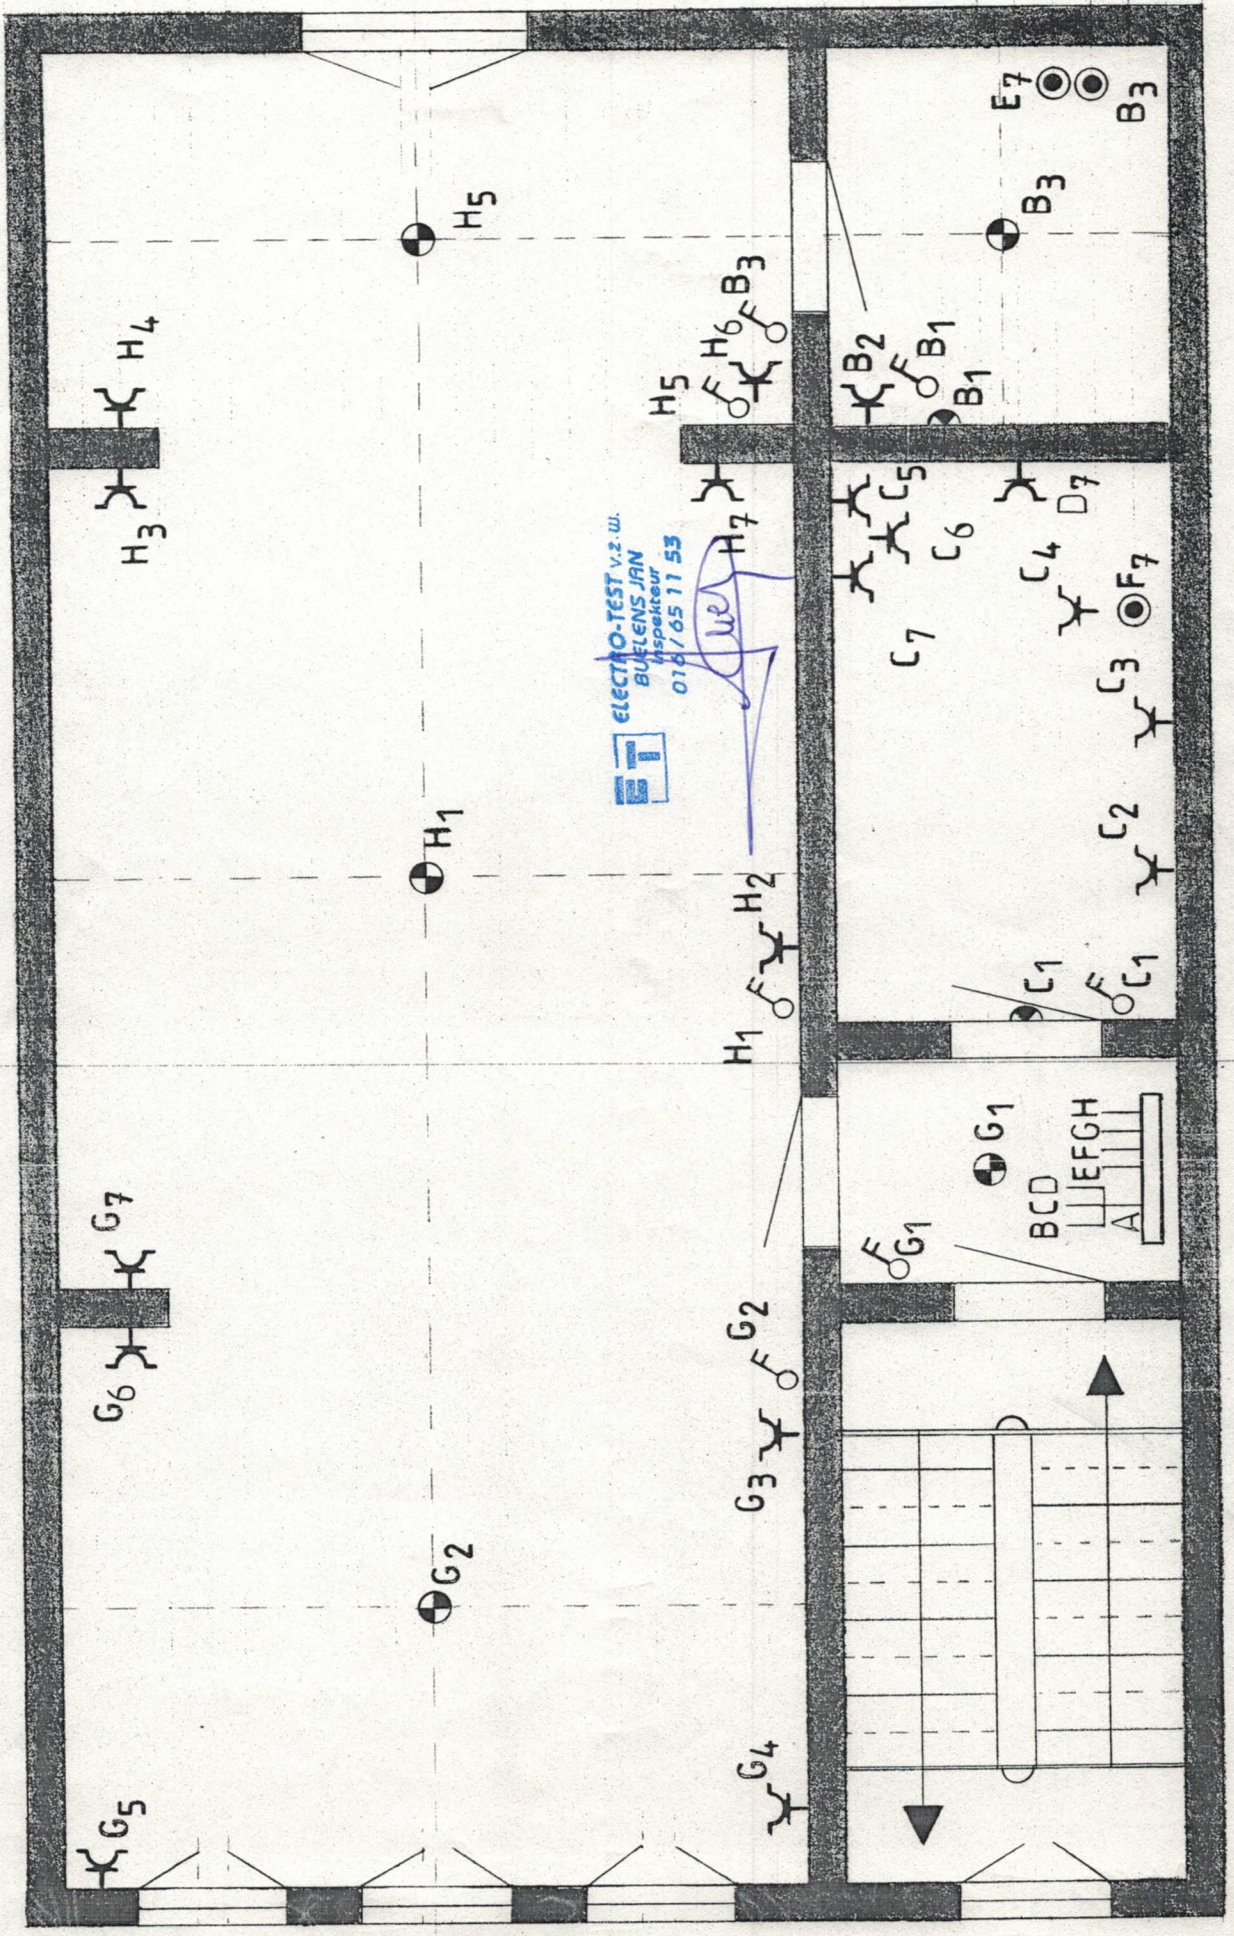 G5
G6
G7
H3
H4
G2
H1
H5
ET
ELECTRO-TEST v.z.w.
BUELENS JAN
Inspekteur
016/65 11 53
G4
G3
G2
H1
H2
H7
H5
H6
B3
G1
G1
BCD
EFGH
A
C1
C1
C2
C3
C7
C6
C5
C4
D7
F7
B2
B1
B1
B3
E7
B3